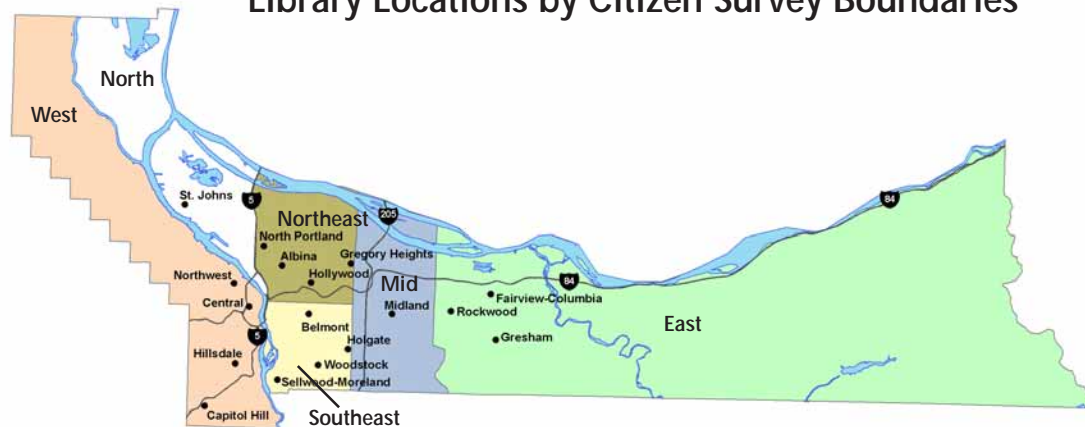 Library Locations by Citizen Survey Boundaries
North
West
St. Johns
5
Northeast
205
84
North Portland
Gregory Heights
Albina
Northwest
Hollywood
Mid
84
Central
Fairview-Columbia
Midland
Rockwood
Belmont
East
5
Holgate
Gresham
Hillsdale
Woodstock
Sellwood-Moreland
Capitol Hill
Southeast